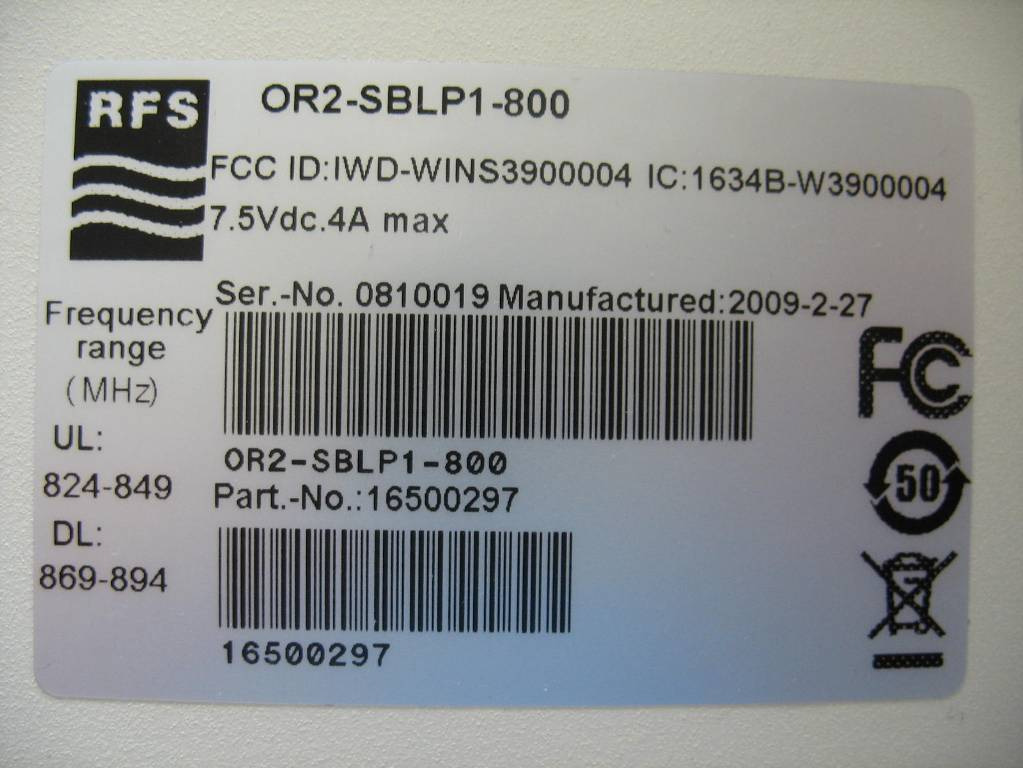 RFS
OR2-SBLP1-800
FCC ID:IWD-WINS3900004 IC:1634B-W3900004
7.5Vdc.4A max
Ser.-No. 0810019 Manufactured:2009-2-27
Frequency
range
(MHz)
UL:
824-849
DL:
869-894
OR2-SBLP1-800
Part.-No.:16500297
16500297
FC
50